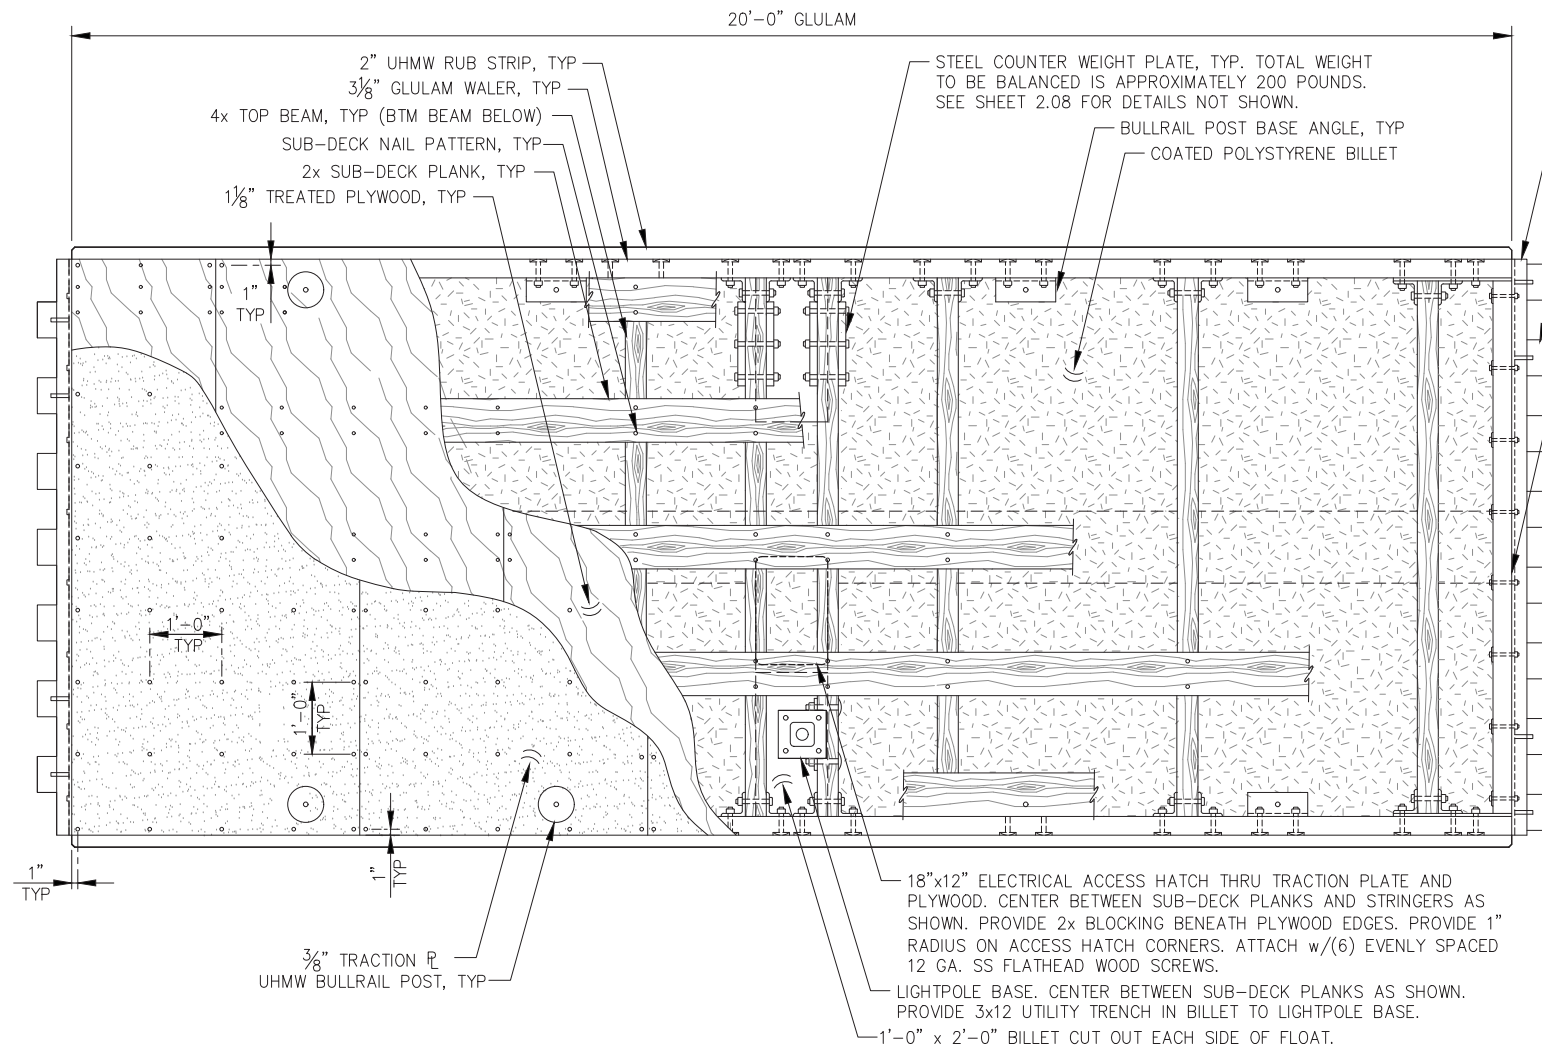 20'-0" GLULAM
2" UHMW RUB STRIP, TYP
3⅛" GLULAM WALER, TYP
4x TOP BEAM, TYP (BTM BEAM BELOW)
SUB-DECK NAIL PATTERN, TYP
2x SUB-DECK PLANK, TYP
1⅛" TREATED PLYWOOD, TYP
STEEL COUNTER WEIGHT PLATE, TYP. TOTAL WEIGHT
TO BE BALANCED IS APPROXIMATELY 200 POUNDS.
SEE SHEET 2.08 FOR DETAILS NOT SHOWN.
BULLRAIL POST BASE ANGLE, TYP
COATED POLYSTYRENE BILLET
1"
TYP
1'-0"
TYP
1'-0"
TYP
1"
TYP
1"
TYP
⅜" TRACTION ⅊
UHMW BULLRAIL POST, TYP
18"x12" ELECTRICAL ACCESS HATCH THRU TRACTION PLATE AND
PLYWOOD. CENTER BETWEEN SUB-DECK PLANKS AND STRINGERS AS
SHOWN. PROVIDE 2x BLOCKING BENEATH PLYWOOD EDGES. PROVIDE 1"
RADIUS ON ACCESS HATCH CORNERS. ATTACH w/(6) EVENLY SPACED
12 GA. SS FLATHEAD WOOD SCREWS.
LIGHTPOLE BASE. CENTER BETWEEN SUB-DECK PLANKS AS SHOWN.
PROVIDE 3x12 UTILITY TRENCH IN BILLET TO LIGHTPOLE BASE.
1'-0" x 2'-0" BILLET CUT OUT EACH SIDE OF FLOAT.